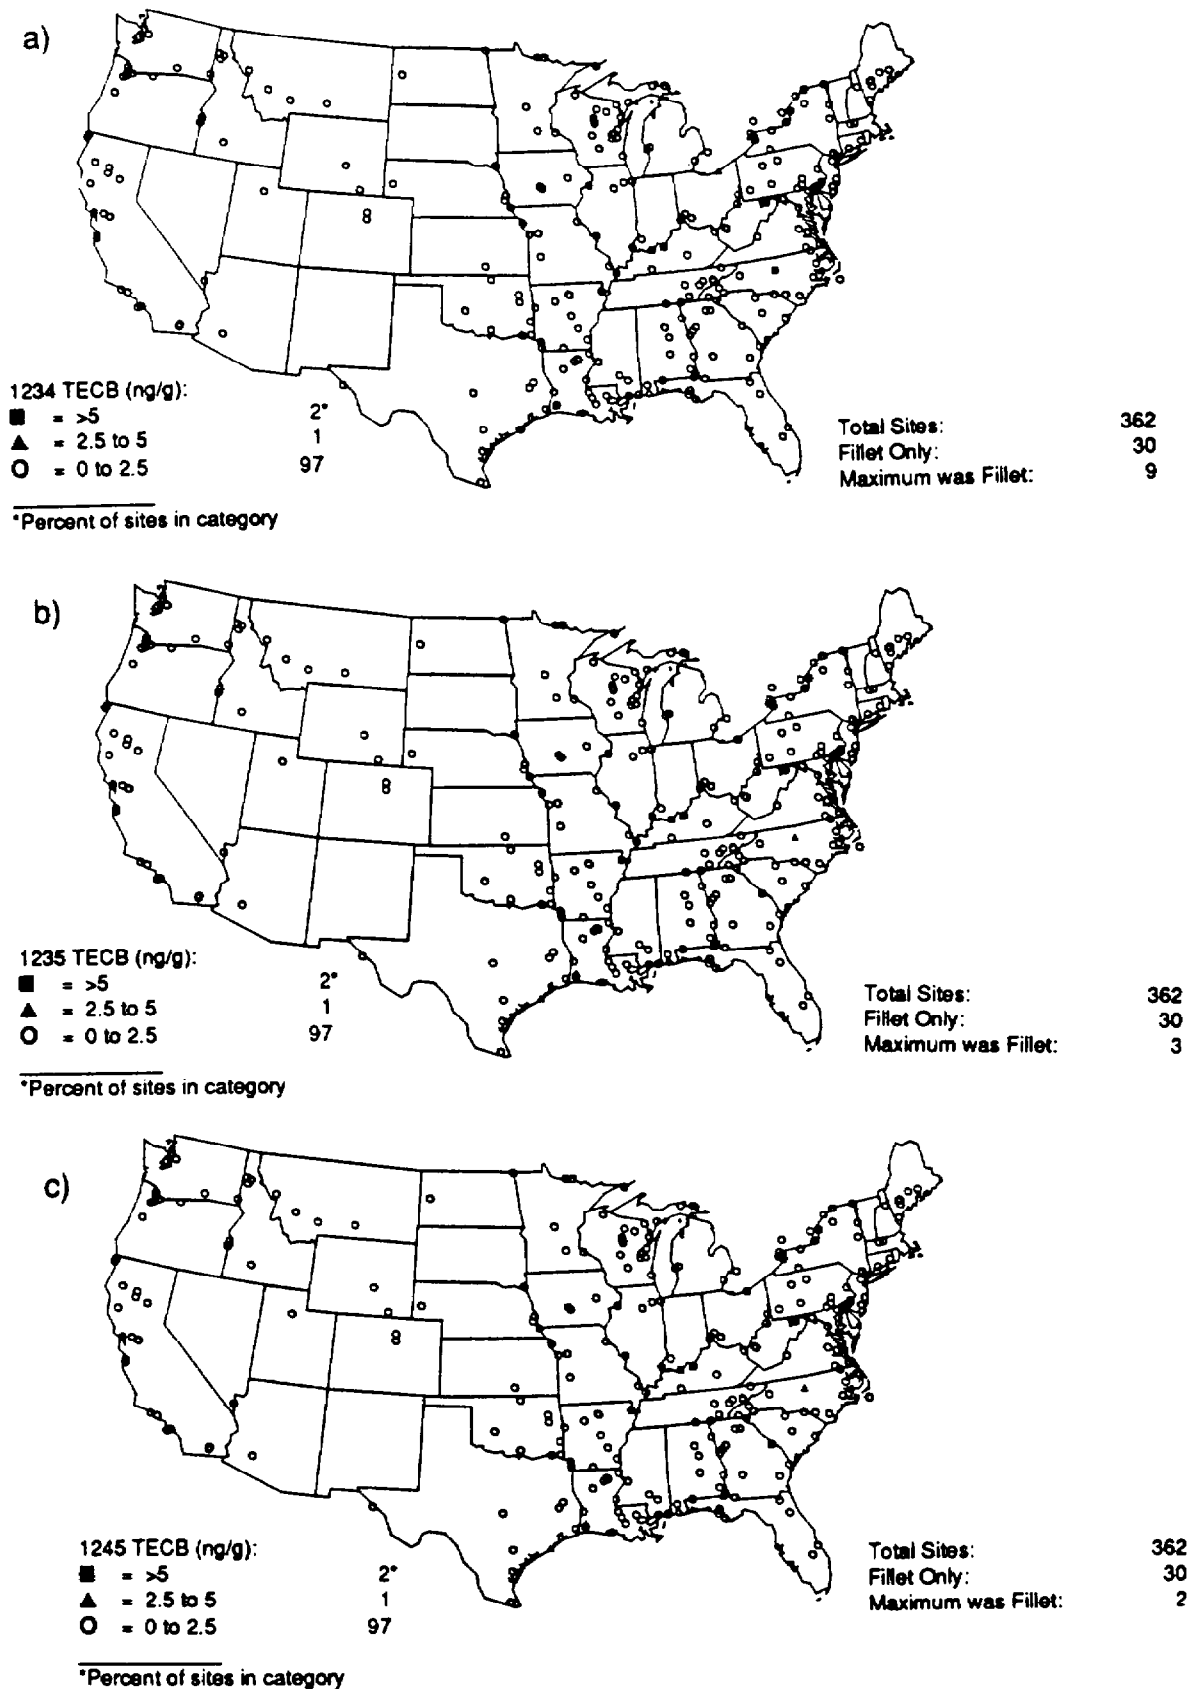 a)
1234 TECB (ng/g):
■ = >5 2*
▲ = 2.5 to 5 1
O = 0 to 2.5 97
*Percent of sites in category
Total Sites: 362
Fillet Only: 30
Maximum was Fillet: 9
b)
1235 TECB (ng/g):
■ = >5 2*
▲ = 2.5 to 5 1
O = 0 to 2.5 97
*Percent of sites in category
Total Sites: 362
Fillet Only: 30
Maximum was Fillet: 3
c)
1245 TECB (ng/g):
■ = >5 2*
▲ = 2.5 to 5 1
O = 0 to 2.5 97
*Percent of sites in category
Total Sites: 362
Fillet Only: 30
Maximum was Fillet: 2